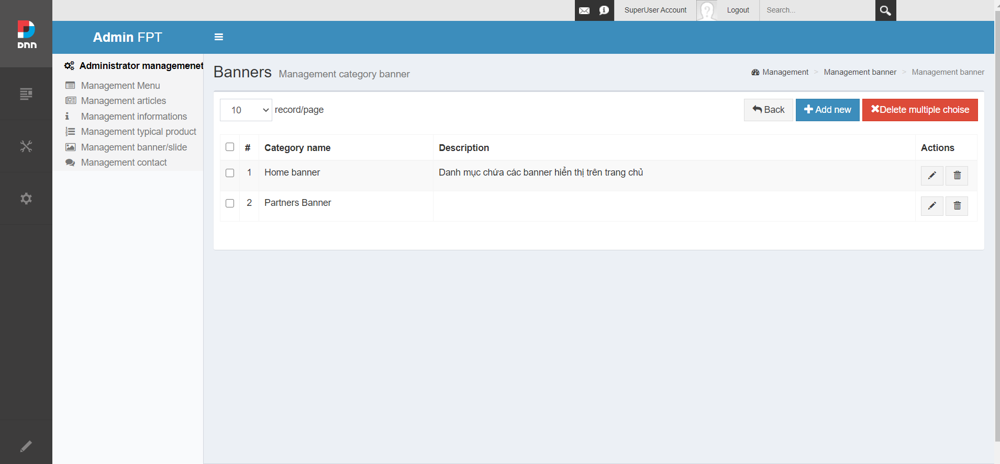 SuperUser Account
Logout
Search...
DNN
Admin FPT
Administrator managemenet
Management Menu
Management articles
Management informations
Management typical product
Management banner/slide
Management contact
Banners Management category banner
Management > Management banner > Management banner
10 record/page
Back
Add new
Delete multiple choise
# Category name Description Actions
1 Home banner Danh mục chứa các banner hiển thị trên trang chủ
2 Partners Banner